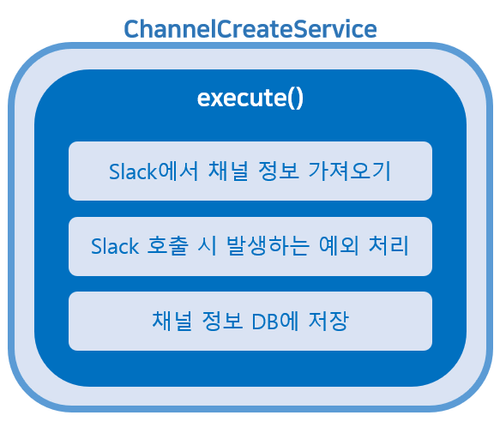 ChannelCreateService
execute()
Slack에서 채널 정보 가져오기
Slack 호출 시 발생하는 예외 처리
채널 정보 DB에 저장